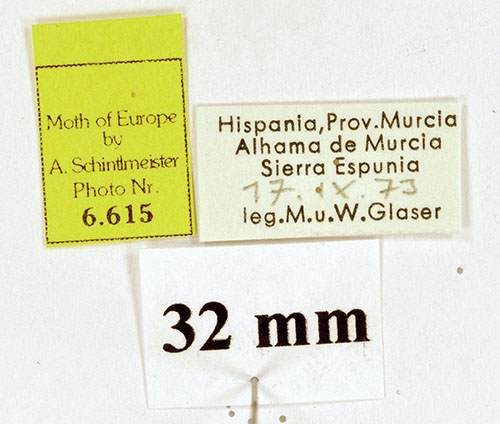 Moth of Europe
by
A. Schintlmeister
Photo Nr.
6.615
Hispania,Prov.Murcia
Alhama de Murcia
Sierra Espunia
17.IX.73
leg.M.u.W.Glaser
32 mm